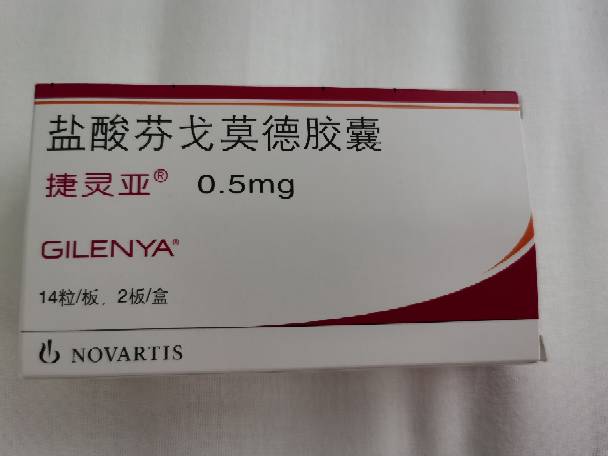 盐酸芬戈莫德胶囊
捷灵亚® 0.5mg
GILENYA®
14粒/板，2板/盒
NOVARTIS